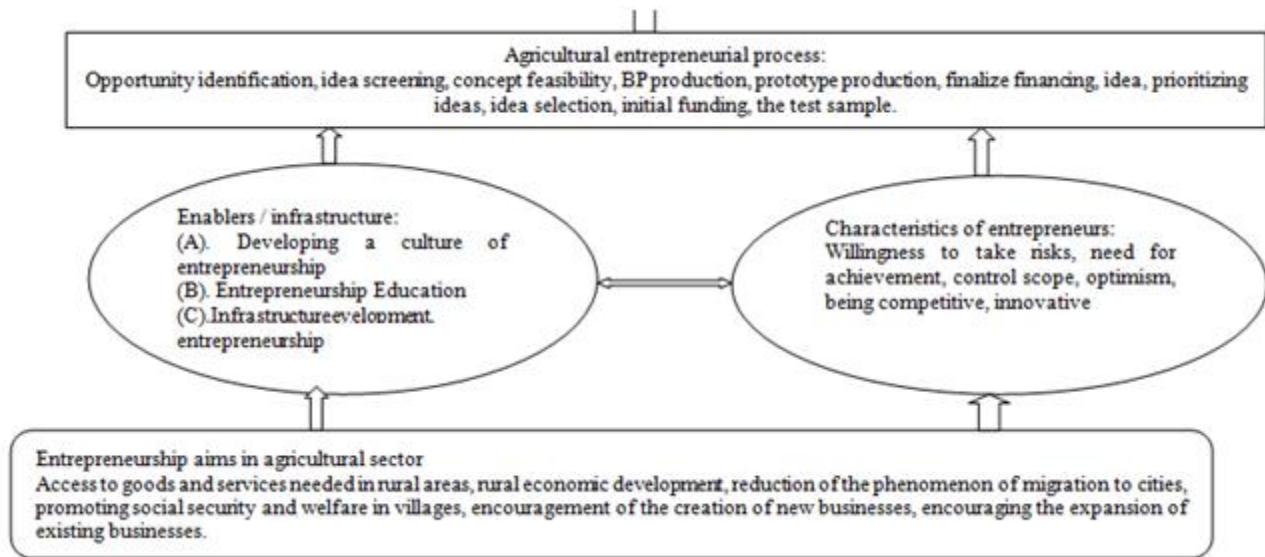 Agricultural entrepreneurial process:
Opportunity identification, idea screening, concept feasibility, BP production, prototype production, finalize financing, idea, prioritizing
ideas, idea selection, initial funding, the test sample.
Enablers / infrastructure:
(A). Developing a culture of
entrepreneurship
(B). Entrepreneurship Education
(C).Infrastructureevelopment.
entrepreneurship
Characteristics of entrepreneurs:
Willingness to take risks, need for
achievement, control scope, optimism,
being competitive, innovative
Entrepreneurship aims in agricultural sector
Access to goods and services needed in rural areas, rural economic development, reduction of the phenomenon of migration to cities,
promoting social security and welfare in villages, encouragement of the creation of new businesses, encouraging the expansion of
existing businesses.